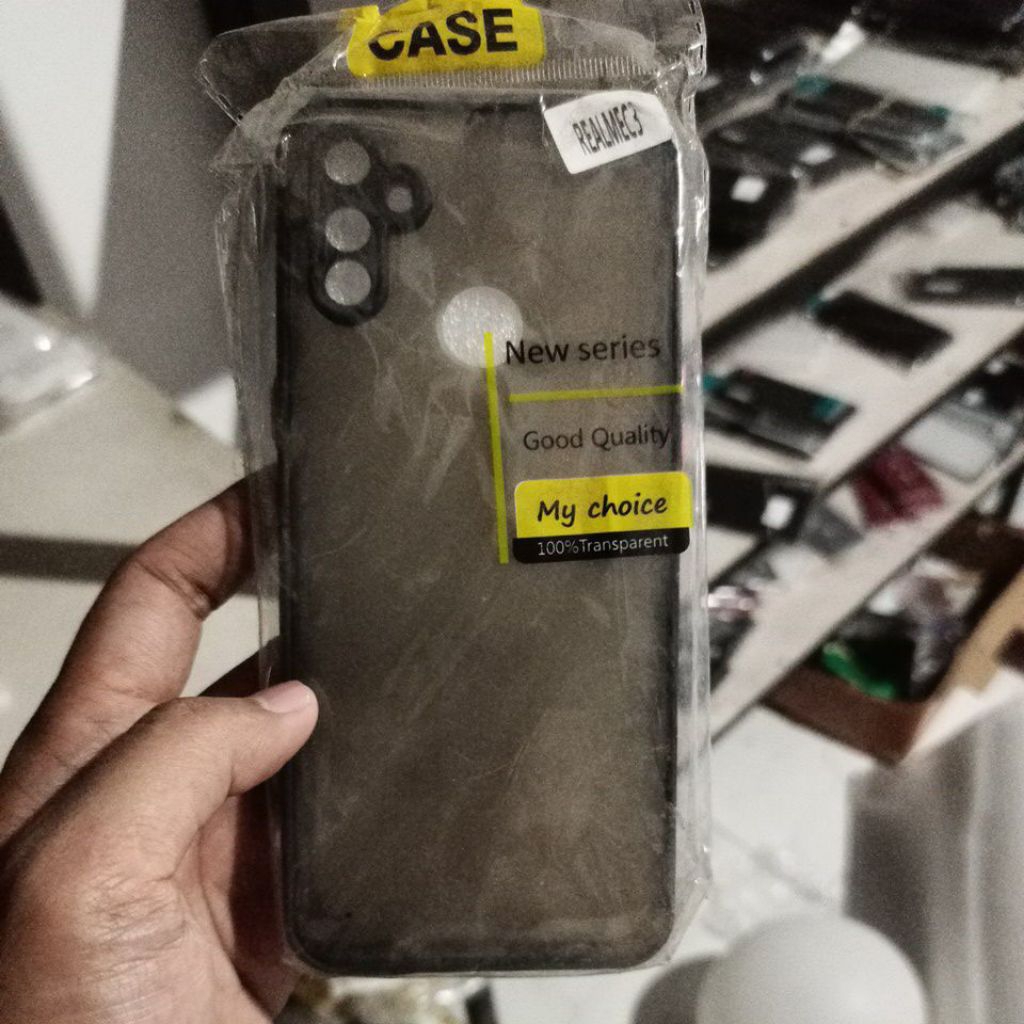 CASE
REALMEC3
New series
Good Quality
My choice
100%Transparent